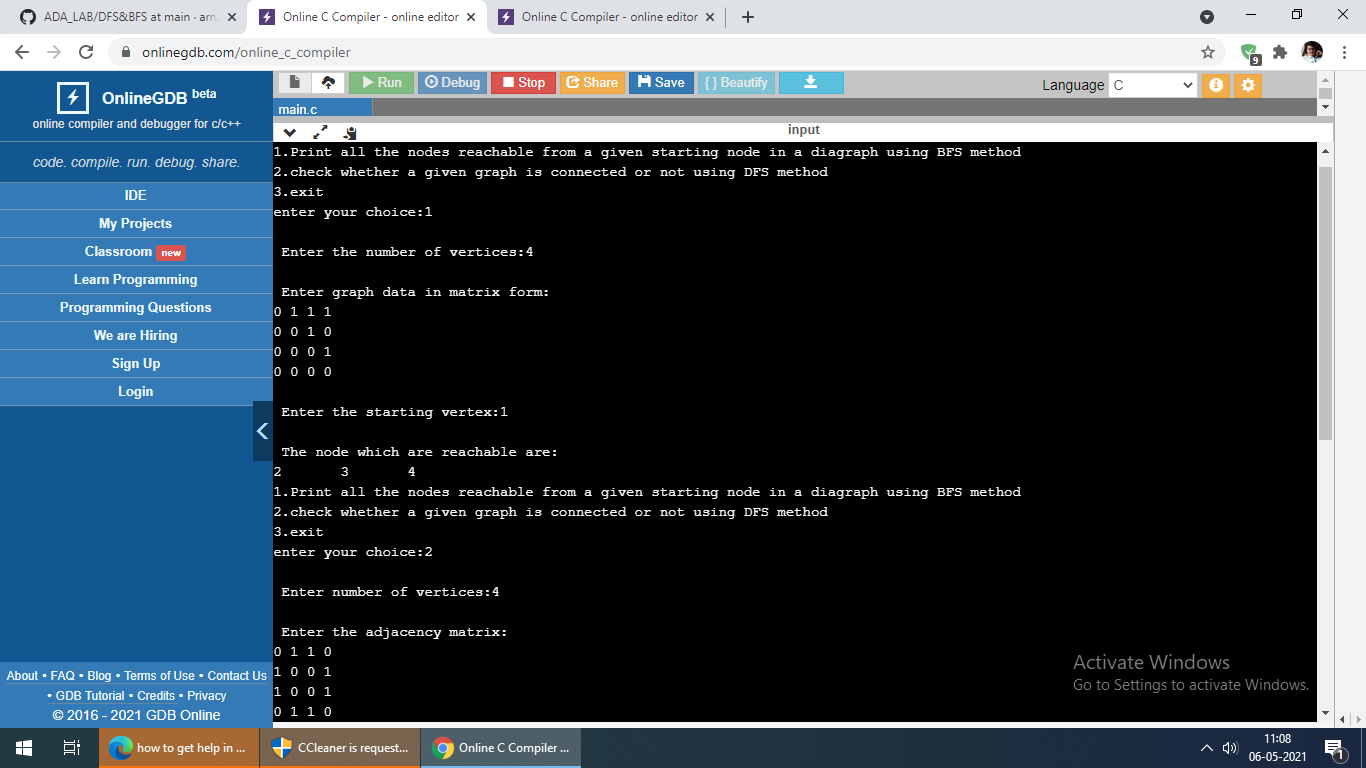 ADA_LAB/DFS&BFS at main · arna
Online C Compiler - online editor
Online C Compiler - online editor
onlinegdb.com/online_c_compiler
9
OnlineGDB beta
online compiler and debugger for c/c++
code. compile. run. debug. share.
IDE
My Projects
Classroom new
Learn Programming
Programming Questions
We are Hiring
Sign Up
Login
About • FAQ • Blog • Terms of Use • Contact Us
• GDB Tutorial • Credits • Privacy
© 2016 - 2021 GDB Online
Run Debug Stop Share Save { } Beautify
Language C
main.c
input
1.Print all the nodes reachable from a given starting node in a diagraph using BFS method
2.check whether a given graph is connected or not using DFS method
3.exit
enter your choice:1
Enter the number of vertices:4
Enter graph data in matrix form:
0 1 1 1
0 0 1 0
0 0 0 1
0 0 0 0
Enter the starting vertex:1
The node which are reachable are:
2 3 4
1.Print all the nodes reachable from a given starting node in a diagraph using BFS method
2.check whether a given graph is connected or not using DFS method
3.exit
enter your choice:2
Enter number of vertices:4
Enter the adjacency matrix:
0 1 1 0
1 0 0 1
1 0 0 1
0 1 1 0
Activate Windows
Go to Settings to activate Windows.
how to get help in ...
CCleaner is request...
Online C Compiler ...
11:08
06-05-2021
1